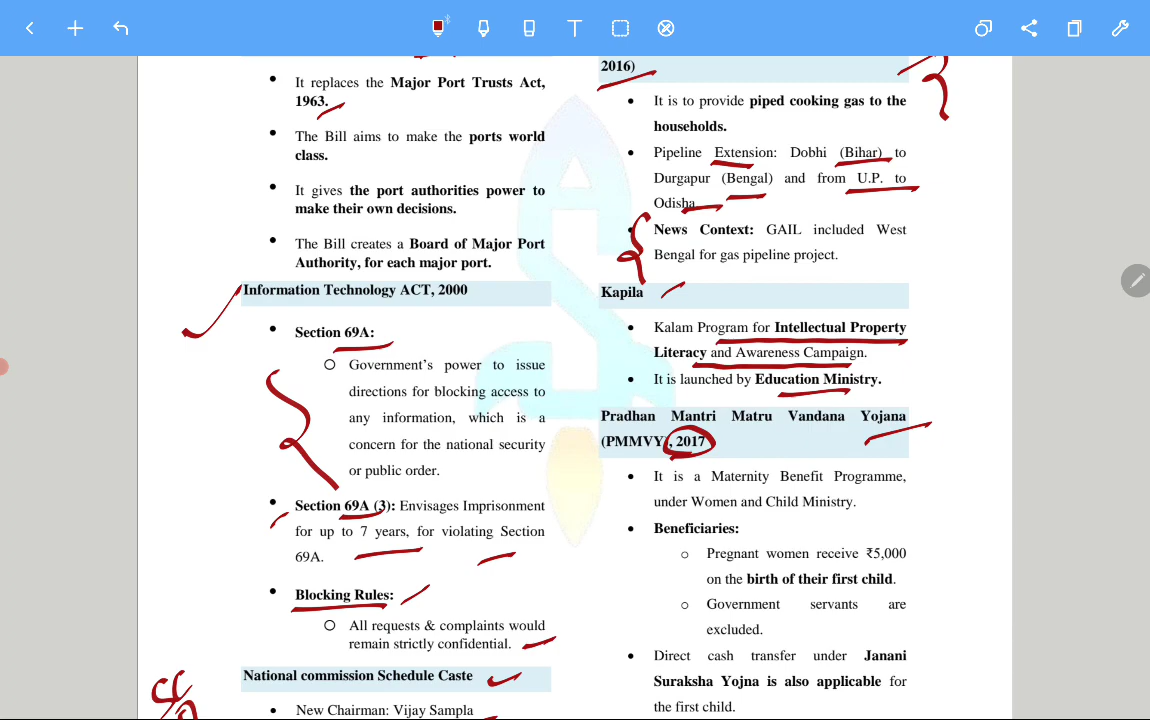 It replaces the Major Port Trusts Act,
1963.
The Bill aims to make the ports world
class.
It gives the port authorities power to
make their own decisions.
The Bill creates a Board of Major Port
Authority, for each major port.
Information Technology ACT, 2000
Section 69A:
Government's power to issue
directions for blocking access to
any information, which is a
concern for the national security
or public order.
Section 69A (3): Envisages Imprisonment
for up to 7 years, for violating Section
69A.
Blocking Rules:
All requests & complaints would
remain strictly confidential.
National commission Schedule Caste
New Chairman: Vijay Sampla
2016)
It is to provide piped cooking gas to the
households.
Pipeline Extension: Dobhi (Bihar) to
Durgapur (Bengal) and from U.P. to
Odisha
News Context: GAIL included West
Bengal for gas pipeline project.
Kapila
Kalam Program for Intellectual Property
Literacy and Awareness Campaign.
It is launched by Education Ministry.
Pradhan Mantri Matru Vandana Yojana
(PMMVY), 2017
It is a Maternity Benefit Programme,
under Women and Child Ministry.
Beneficiaries:
Pregnant women receive ₹5,000
on the birth of their first child.
Government servants are
excluded.
Direct cash transfer under Janani
Suraksha Yojna is also applicable for
the first child.